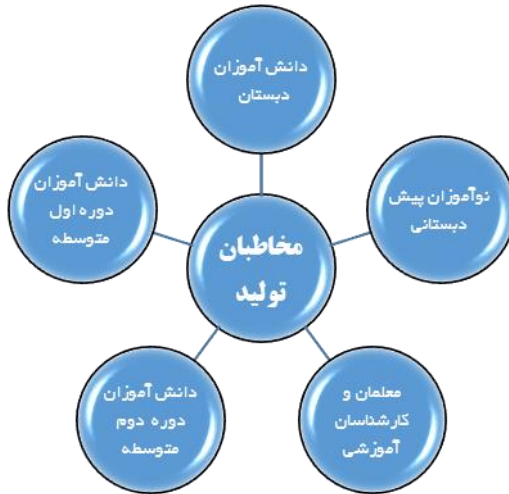 دانش آموزان
دبستان
نوآموزان پیش
دبستانی
دانش آموزان
دوره اول
متوسطه
مخاطبان
تولید
معلمان و
کارشناسان
آموزشی
دانش آموزان
دوره دوم
متوسطه